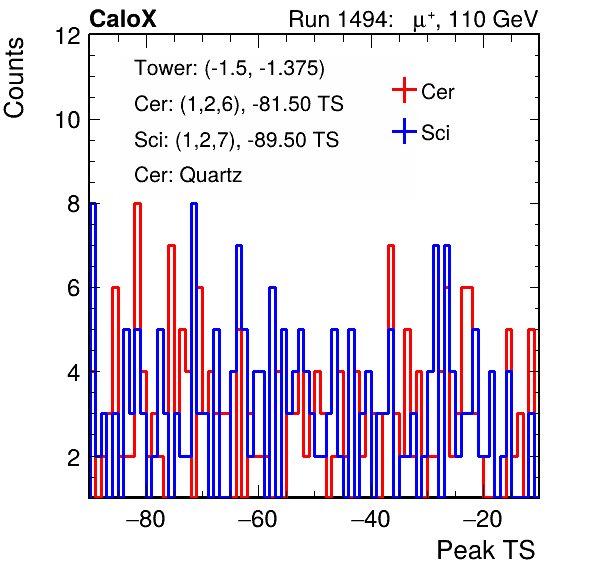 CaloX
Run 1494: μ⁺, 110 GeV
Counts
12
10
8
6
4
2
Tower: (-1.5, -1.375)
Cer: (1,2,6), -81.50 TS
Sci: (1,2,7), -89.50 TS
Cer: Quartz
Cer
Sci
−80
−60
−40
−20
Peak TS